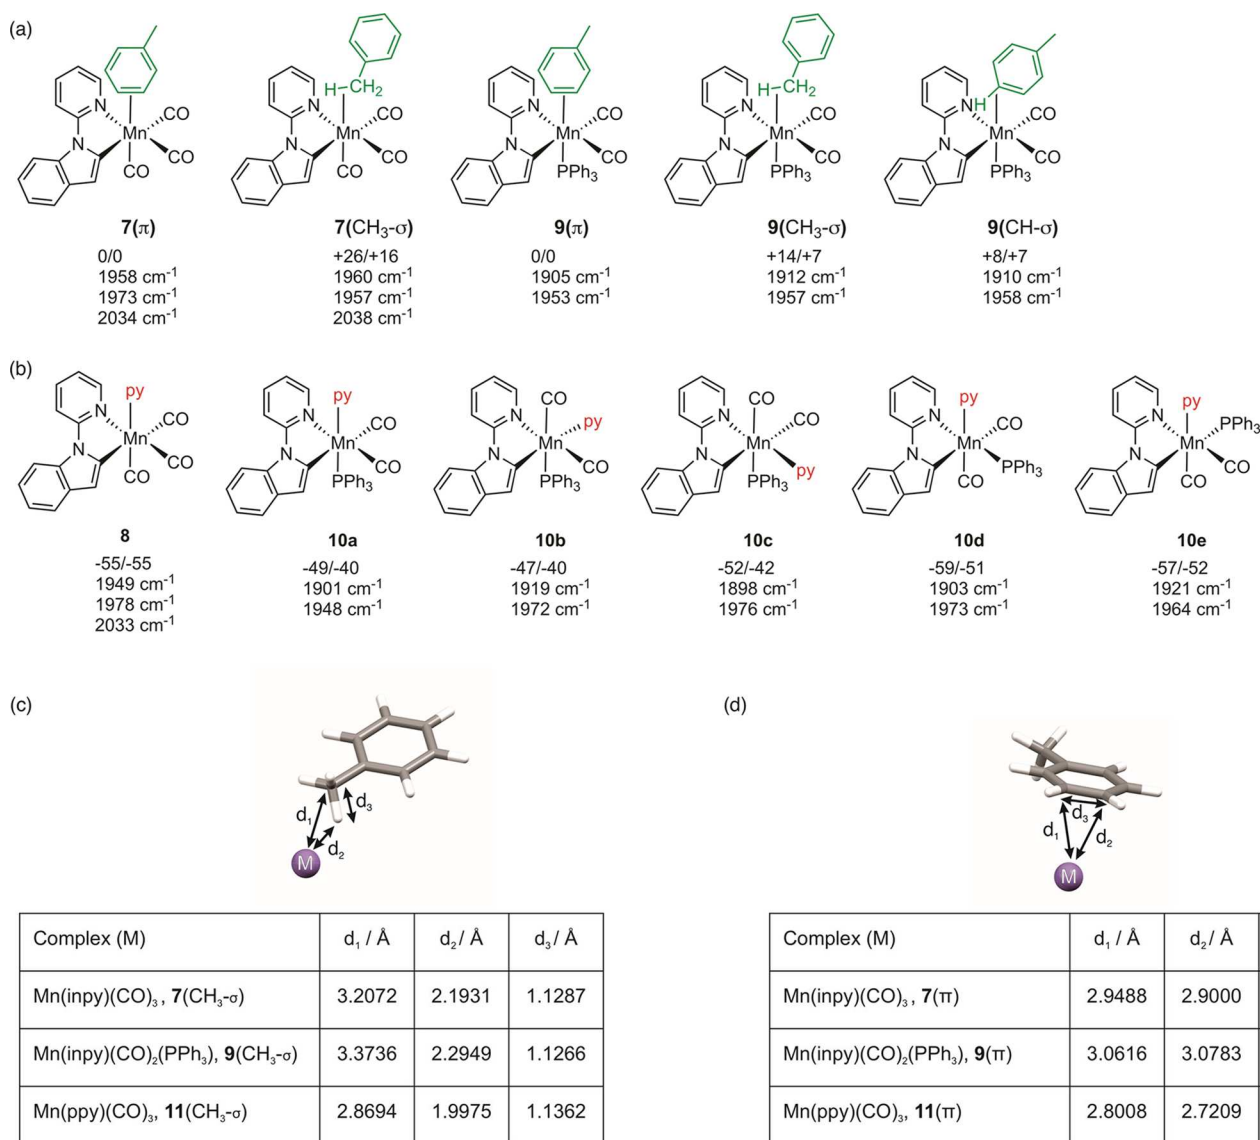 (a)
H CH₂ H CH₂ H
N N N N N
CO CO CO CO CO
N Mn N Mn N Mn N Mn N Mn
CO CO CO CO CO
CO CO PPh₃ PPh₃ PPh₃
7(π) 7(CH₃-σ) 9(π) 9(CH₃-σ) 9(CH-σ)
0/0 +26/+16 0/0 +14/+7 +8/+7
1958 cm⁻¹ 1960 cm⁻¹ 1905 cm⁻¹ 1912 cm⁻¹ 1910 cm⁻¹
1973 cm⁻¹ 1957 cm⁻¹ 1953 cm⁻¹ 1957 cm⁻¹ 1958 cm⁻¹
2034 cm⁻¹ 2038 cm⁻¹
(b)
py py CO CO py py
N CO N CO N py N CO N CO N PPh₃
N Mn N Mn N Mn N Mn N Mn N Mn
CO CO CO py PPh₃ CO
CO PPh₃ PPh₃ PPh₃ CO CO
8 10a 10b 10c 10d 10e
-55/-55 -49/-40 -47/-40 -52/-42 -59/-51 -57/-52
1949 cm⁻¹ 1901 cm⁻¹ 1919 cm⁻¹ 1898 cm⁻¹ 1903 cm⁻¹ 1921 cm⁻¹
1978 cm⁻¹ 1948 cm⁻¹ 1972 cm⁻¹ 1976 cm⁻¹ 1973 cm⁻¹ 1964 cm⁻¹
2033 cm⁻¹
(c)
d₁ d₃
d₂
M
Complex (M) d₁ / Å d₂/ Å d₃ / Å
Mn(inpy)(CO)₃ , 7(CH₃-σ) 3.2072 2.1931 1.1287
Mn(inpy)(CO)₂(PPh₃), 9(CH₃-σ) 3.3736 2.2949 1.1266
Mn(ppy)(CO)₃, 11(CH₃-σ) 2.8694 1.9975 1.1362
(d)
d₃
d₁ d₂
M
Complex (M) d₁ / Å d₂ / Å
Mn(inpy)(CO)₃ , 7(π) 2.9488 2.9000
Mn(inpy)(CO)₂(PPh₃), 9(π) 3.0616 3.0783
Mn(ppy)(CO)₃, 11(π) 2.8008 2.7209